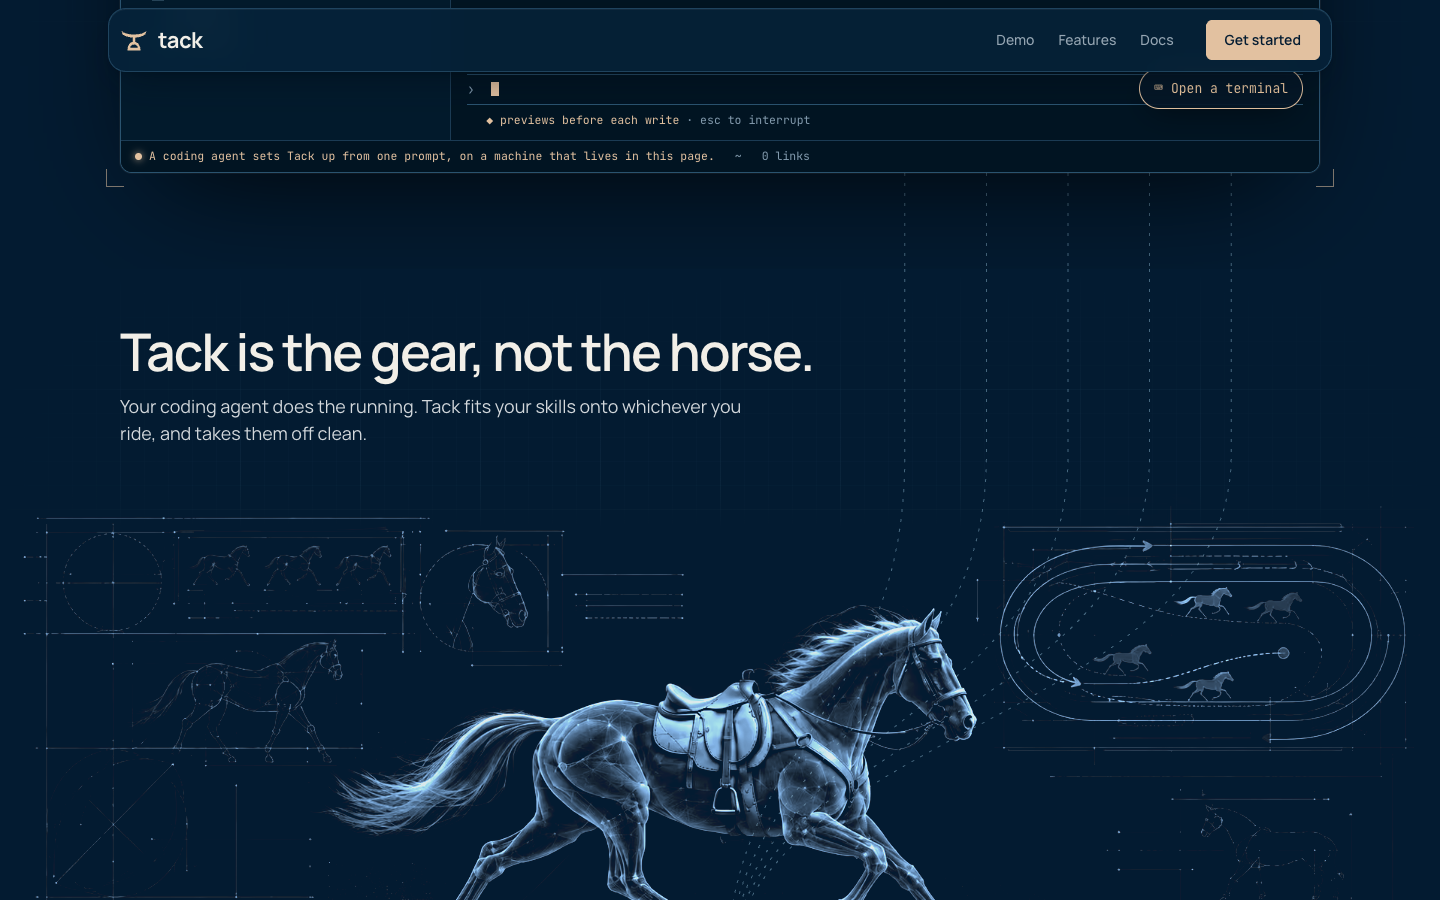 tack
Demo
Features
Docs
Get started
› 
⌨ Open a terminal
◆ previews before each write · esc to interrupt
● A coding agent sets Tack up from one prompt, on a machine that lives in this page. ~ 0 links
Tack is the gear, not the horse.
Your coding agent does the running. Tack fits your skills onto whichever you
ride, and takes them off clean.